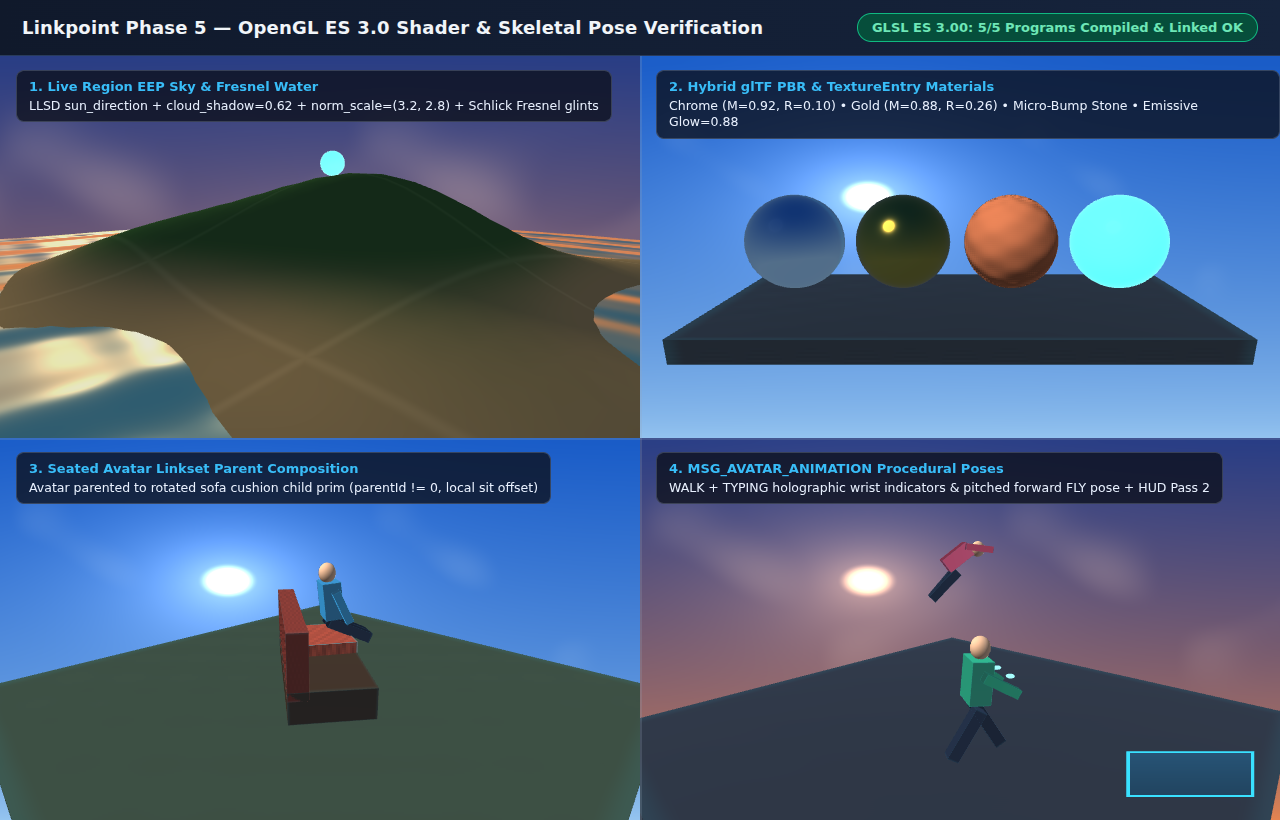 Linkpoint Phase 5 — OpenGL ES 3.0 Shader & Skeletal Pose Verification
GLSL ES 3.00: 5/5 Programs Compiled & Linked OK
1. Live Region EEP Sky & Fresnel Water
LLSD sun_direction + cloud_shadow=0.62 + norm_scale=(3.2, 2.8) + Schlick Fresnel glints
2. Hybrid glTF PBR & TextureEntry Materials
Chrome (M=0.92, R=0.10) • Gold (M=0.88, R=0.26) • Micro-Bump Stone • Emissive
Glow=0.88
3. Seated Avatar Linkset Parent Composition
Avatar parented to rotated sofa cushion child prim (parentId != 0, local sit offset)
4. MSG_AVATAR_ANIMATION Procedural Poses
WALK + TYPING holographic wrist indicators & pitched forward FLY pose + HUD Pass 2